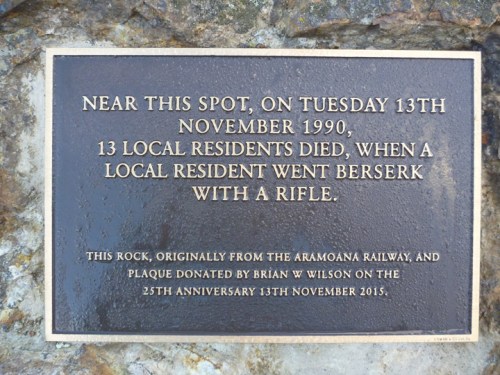 NEAR THIS SPOT, ON TUESDAY 13TH
NOVEMBER 1990,
13 LOCAL RESIDENTS DIED, WHEN A
LOCAL RESIDENT WENT BERSERK
WITH A RIFLE.
THIS ROCK, ORIGINALLY FROM THE ARAMOANA RAILWAY, AND
PLAQUE DONATED BY BRIAN W WILSON ON THE
25TH ANNIVERSARY 13TH NOVEMBER 2015.